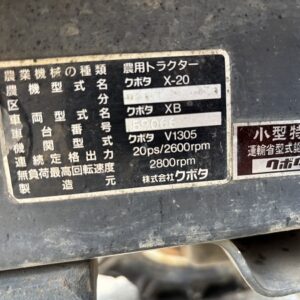 農業機械の種類 農用トラクター
農機型式名 クボタ X-20
区分
車両型式名 クボタ XB
車台番号
機関型式 クボタ V1305
連続定格出力 20ps/2600rpm
無負荷最高回転速度 2800rpm
製造元 株式会社クボタ
小型特
運輸省型式認
クボタ